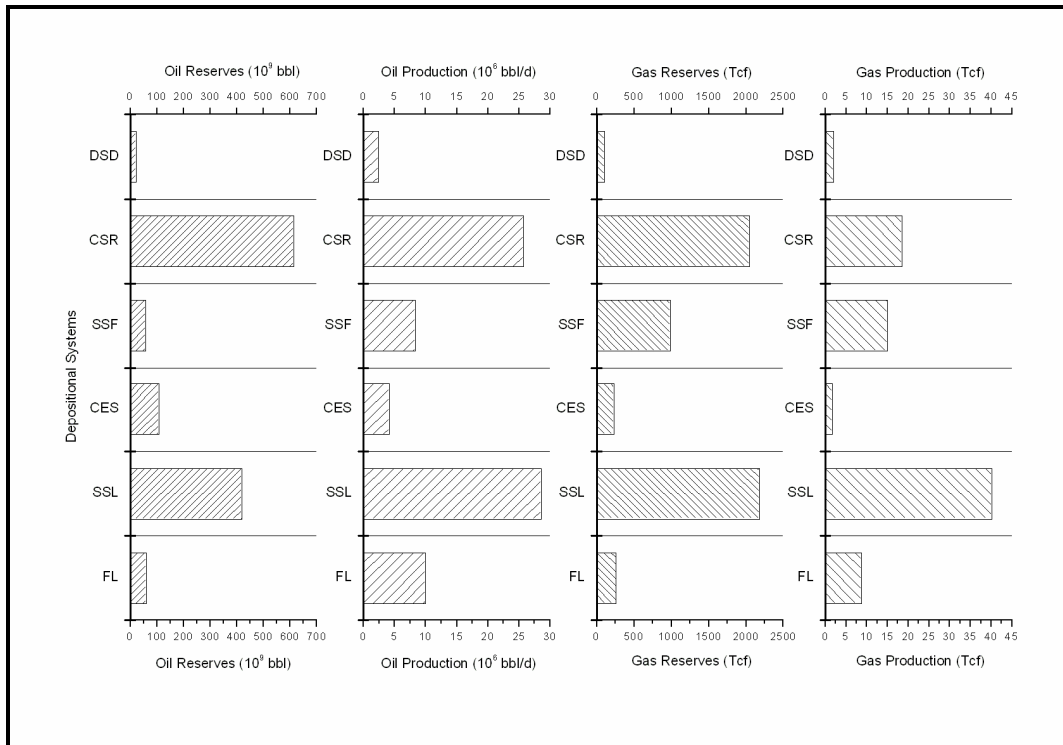 Oil Reserves (10⁹ bbl)
0 100 200 300 400 500 600 700
Oil Production (10⁶ bbl/d)
0 5 10 15 20 25 30
Gas Reserves (Tcf)
0 500 1000 1500 2000 2500
Gas Production (Tcf)
0 5 10 15 20 25 30 35 40 45
Depositional Systems
DSD
CSR
SSF
CES
SSL
FL
DSD
CSR
SSF
CES
SSL
FL
DSD
CSR
SSF
CES
SSL
FL
DSD
CSR
SSF
CES
SSL
FL
0 100 200 300 400 500 600 700
Oil Reserves (10⁹ bbl)
0 5 10 15 20 25 30
Oil Production (10⁶ bbl/d)
0 500 1000 1500 2000 2500
Gas Reserves (Tcf)
0 5 10 15 20 25 30 35 40 45
Gas Production (Tcf)